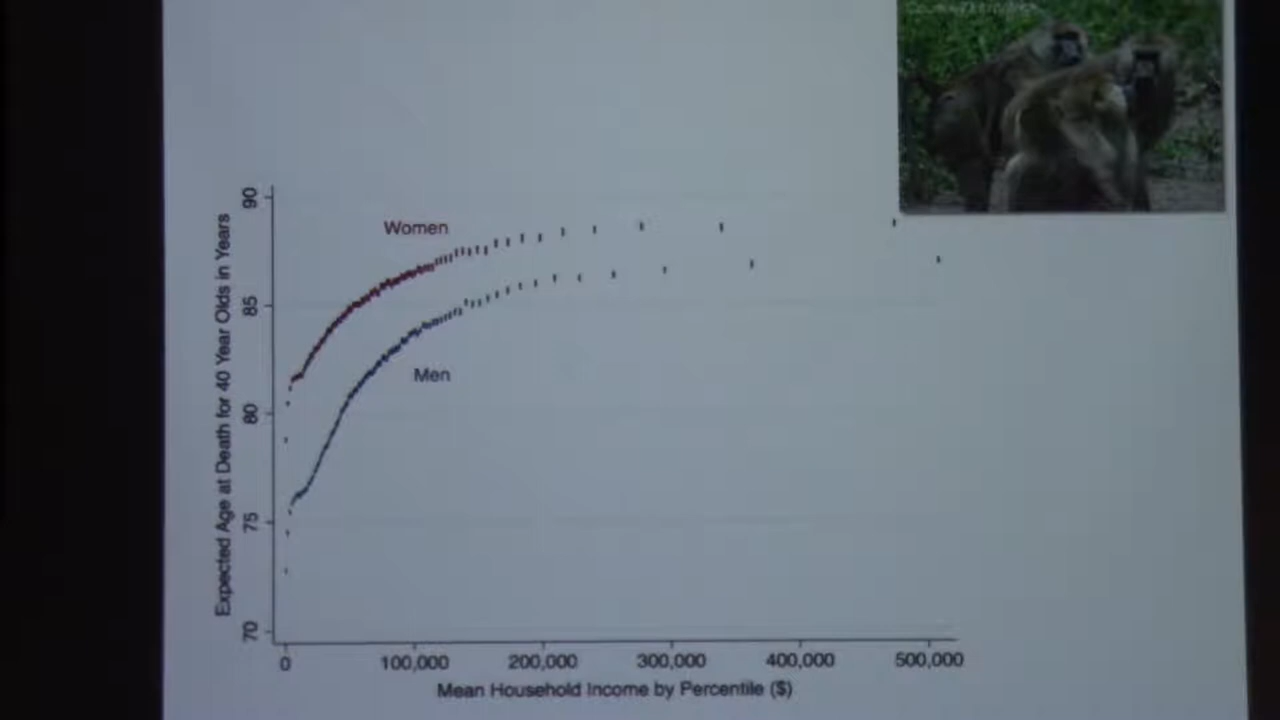 Women
Men
Expected Age at Death for 40 Year Olds in Years
90
85
80
75
70
0
100,000
200,000
300,000
400,000
500,000
Mean Household Income by Percentile ($)